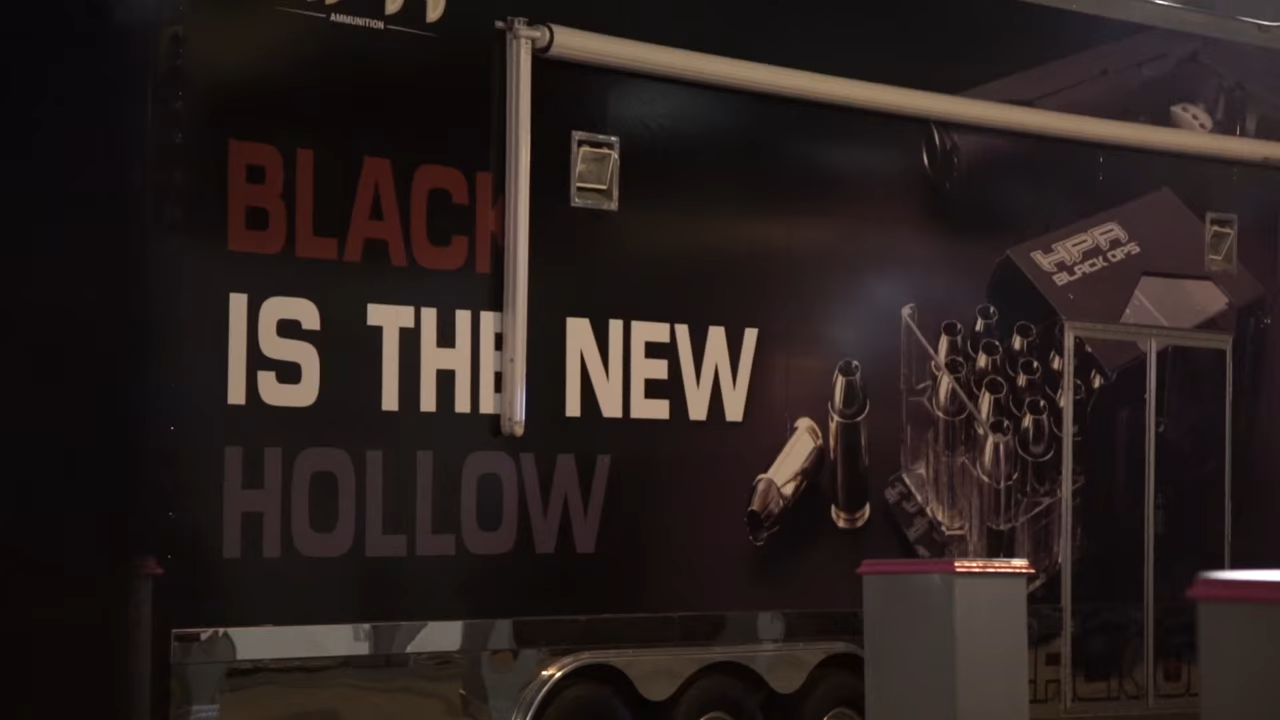 AMMUNITION
BLACK
IS THE NEW
HOLLOW
HPR
BLACK OPS